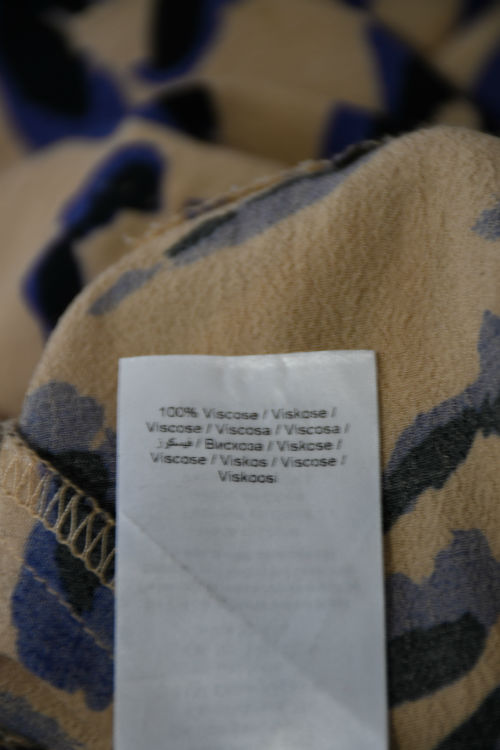 100% Viscose / Viskose /
Viscose / Viscosa / Viscosa /
فيسكوز / Вискоза / Viskose /
Viscose / Viskos / Viscose /
Viskoosi